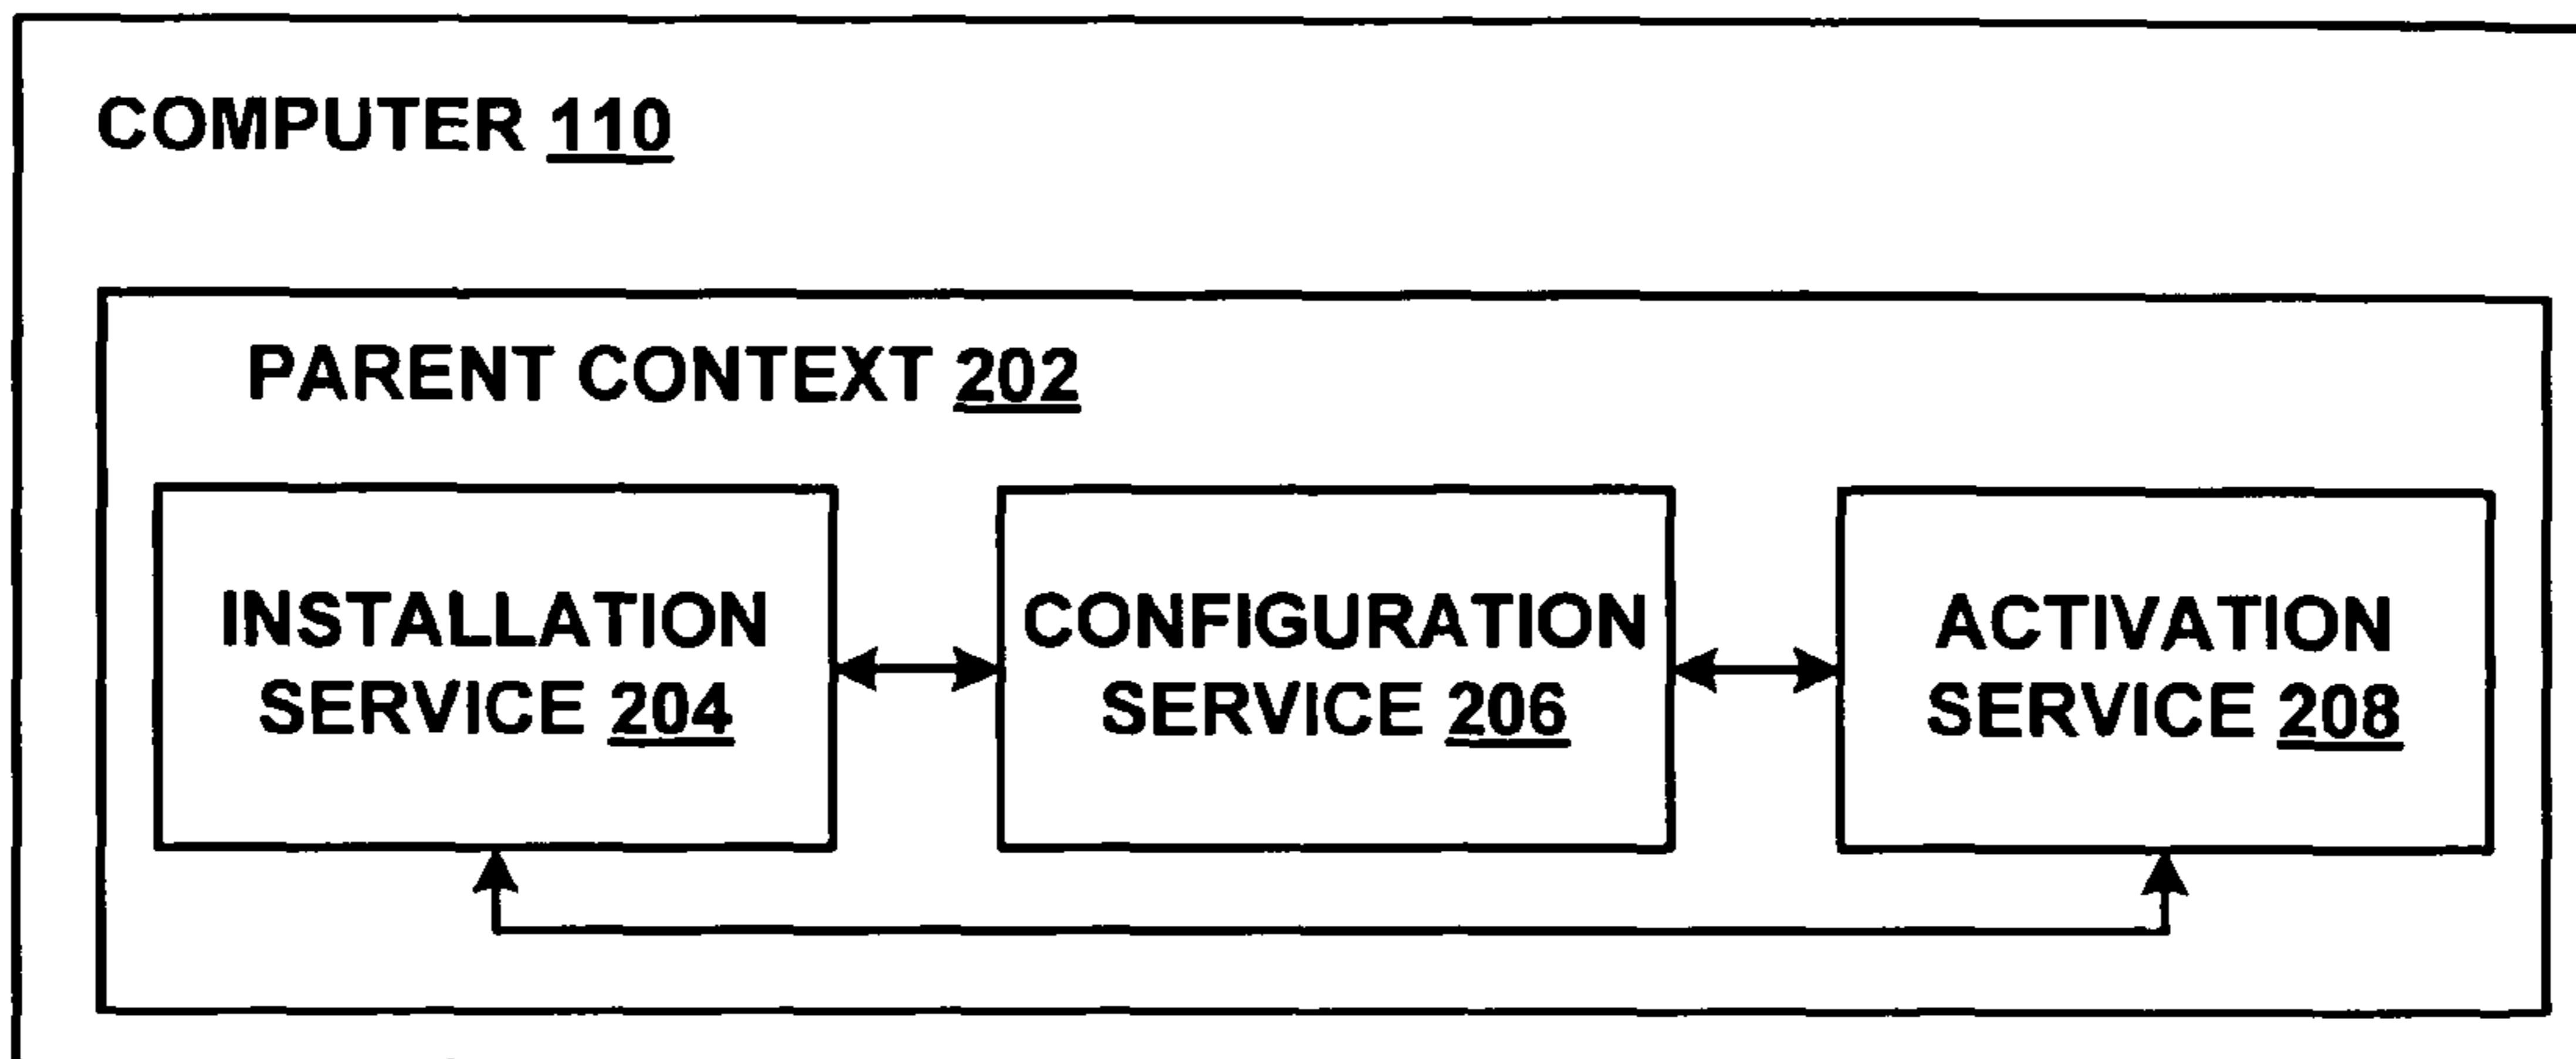 COMPUTER 110
PARENT CONTEXT 202
INSTALLATION
SERVICE 204
CONFIGURATION
SERVICE 206
ACTIVATION
SERVICE 208